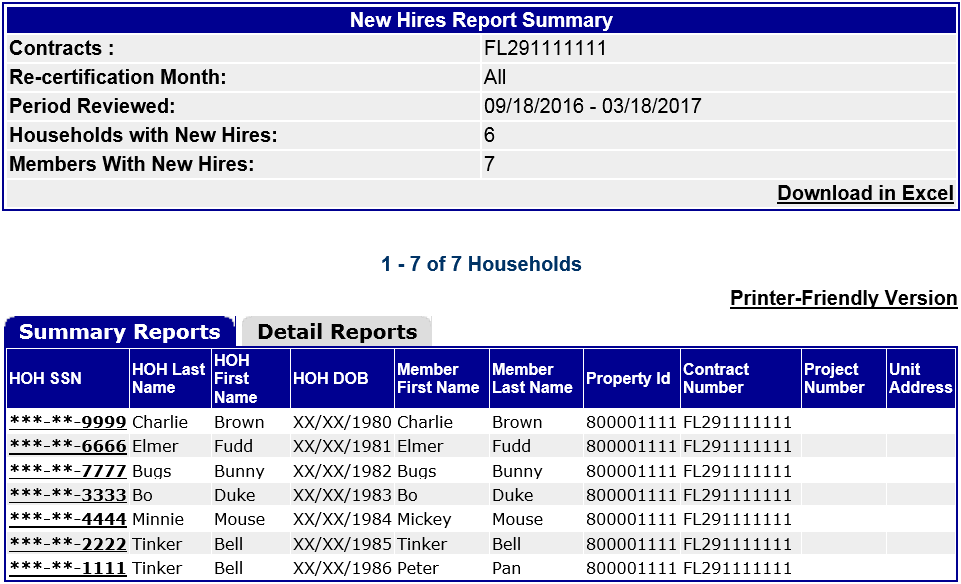 New Hires Report Summary
Contracts : FL291111111
Re-certification Month: All
Period Reviewed: 09/18/2016 - 03/18/2017
Households with New Hires: 6
Members With New Hires: 7
Download in Excel
1 - 7 of 7 Households
Printer-Friendly Version
Summary Reports Detail Reports
HOH SSN HOH Last Name HOH First Name HOH DOB Member First Name Member Last Name Property Id Contract Number Project Number Unit Address
***-**-9999 Charlie Brown XX/XX/1980 Charlie Brown 800001111 FL291111111
***-**-6666 Elmer Fudd XX/XX/1981 Elmer Fudd 800001111 FL291111111
***-**-7777 Bugs Bunny XX/XX/1982 Bugs Bunny 800001111 FL291111111
***-**-3333 Bo Duke XX/XX/1983 Bo Duke 800001111 FL291111111
***-**-4444 Minnie Mouse XX/XX/1984 Mickey Mouse 800001111 FL291111111
***-**-2222 Tinker Bell XX/XX/1985 Tinker Bell 800001111 FL291111111
***-**-1111 Tinker Bell XX/XX/1986 Peter Pan 800001111 FL291111111